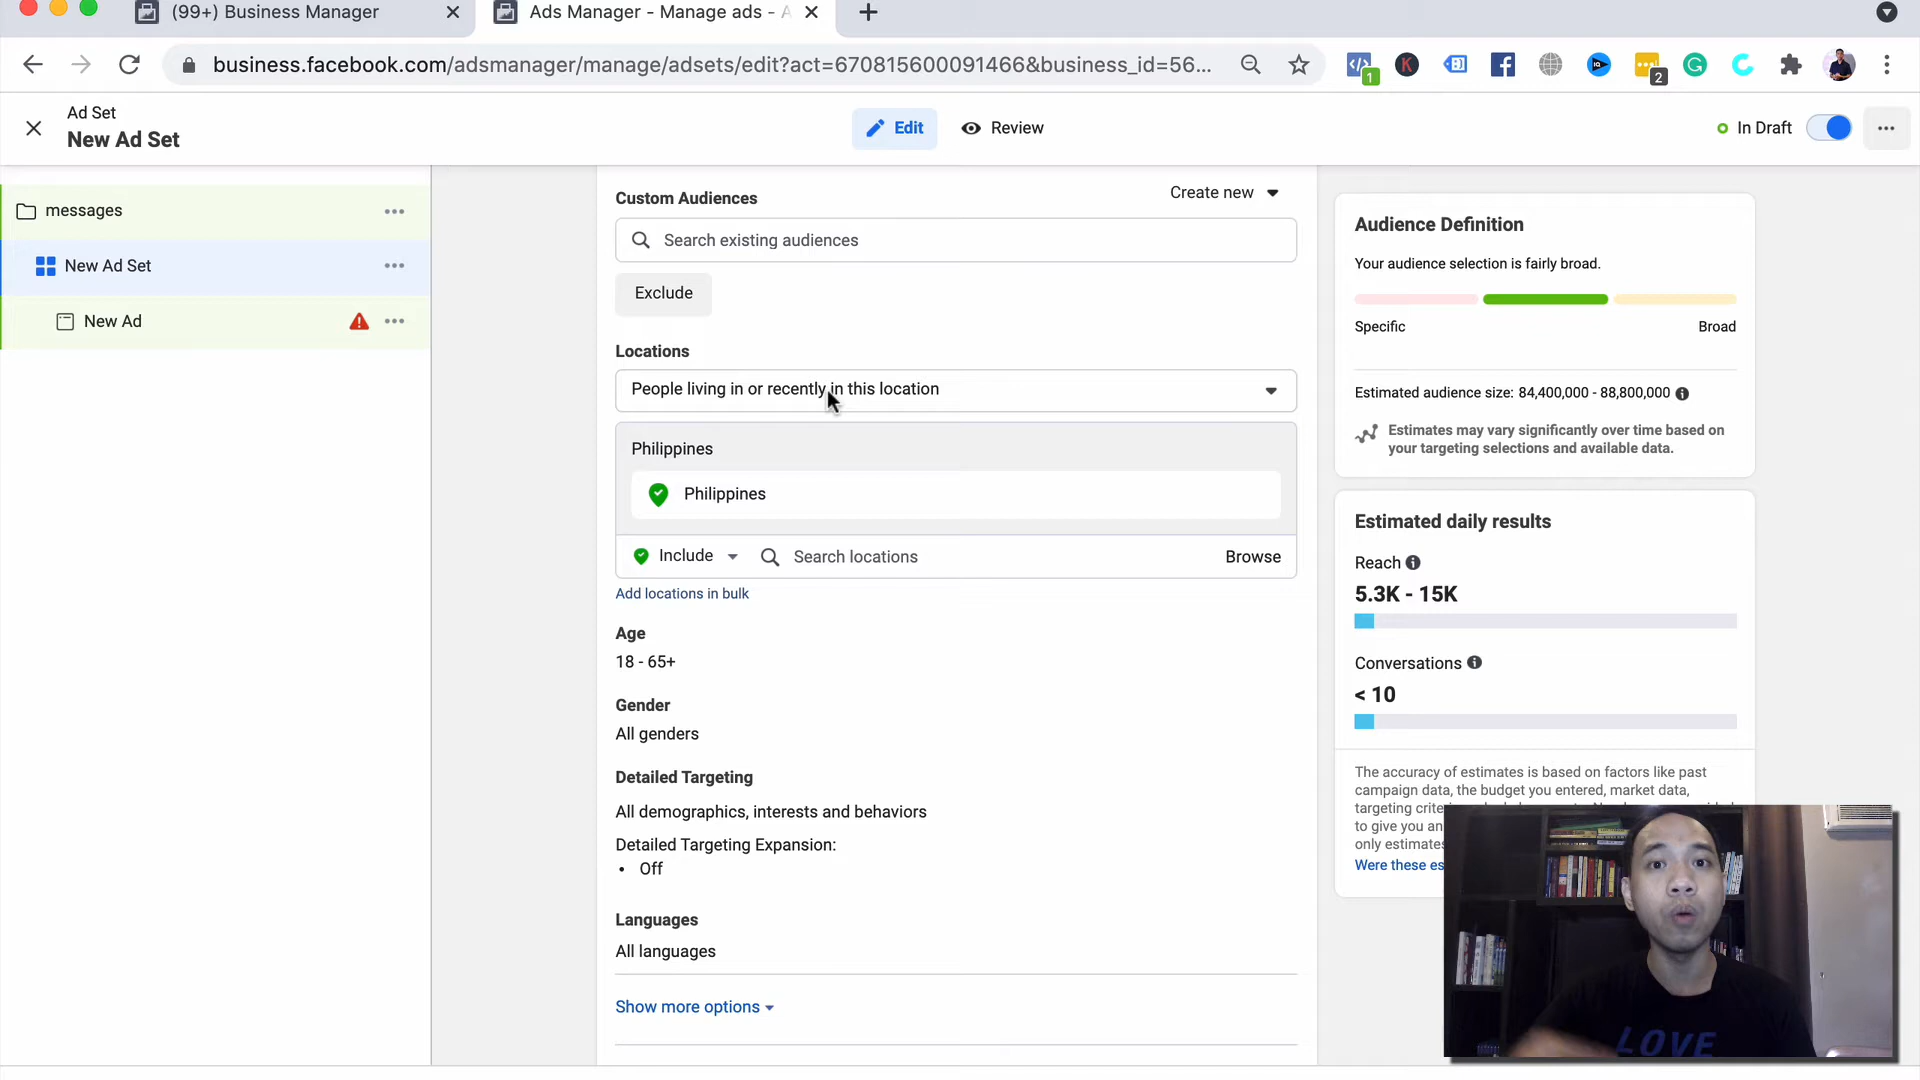 (99+) Business Manager
Ads Manager - Manage ads - A
business.facebook.com/adsmanager/manage/adsets/edit?act=670815600091466&business_id=56...
1
K
IQ
2
G
Ad Set
New Ad Set
Edit
Review
In Draft
messages
New Ad Set
New Ad
Custom Audiences
Create new
Search existing audiences
Exclude
Locations
People living in or recently in this location
Philippines
Philippines
Include
Search locations
Browse
Add locations in bulk
Age
18 - 65+
Gender
All genders
Detailed Targeting
All demographics, interests and behaviors
Detailed Targeting Expansion:
• Off
Languages
All languages
Show more options
Audience Definition
Your audience selection is fairly broad.
Specific
Broad
Estimated audience size: 84,400,000 - 88,800,000
Estimates may vary significantly over time based on
your targeting selections and available data.
Estimated daily results
Reach
5.3K - 15K
Conversations
< 10
The accuracy of estimates is based on factors like past
campaign data, the budget you entered, market data,
targeting
to give you an
only estimates
Were these
LOVE